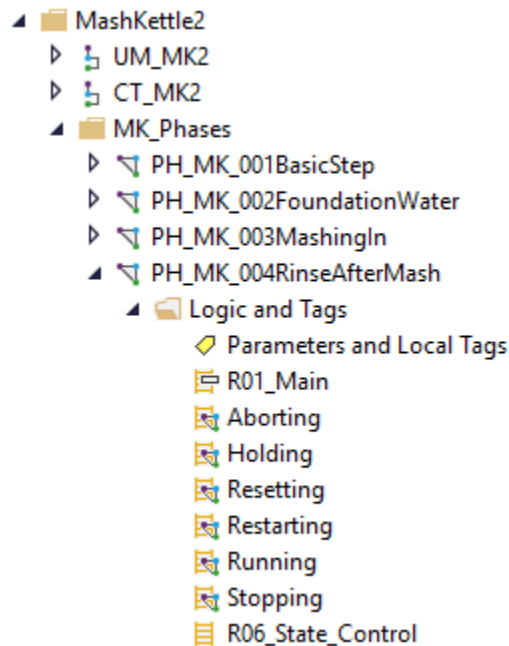 MashKettle2
UM_MK2
CT_MK2
MK_Phases
PH_MK_001BasicStep
PH_MK_002FoundationWater
PH_MK_003MashingIn
PH_MK_004RinseAfterMash
Logic and Tags
Parameters and Local Tags
R01_Main
Aborting
Holding
Resetting
Restarting
Running
Stopping
R06_State_Control